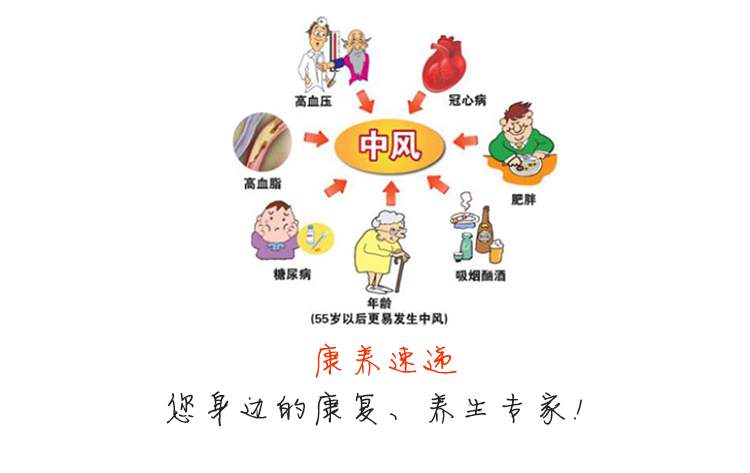 高血压
冠心病
中风
高血脂
肥胖
糖尿病
吸烟酗酒
年龄
(55岁以后更易发生中风)
康养速递
您身边的康复、养生专家!